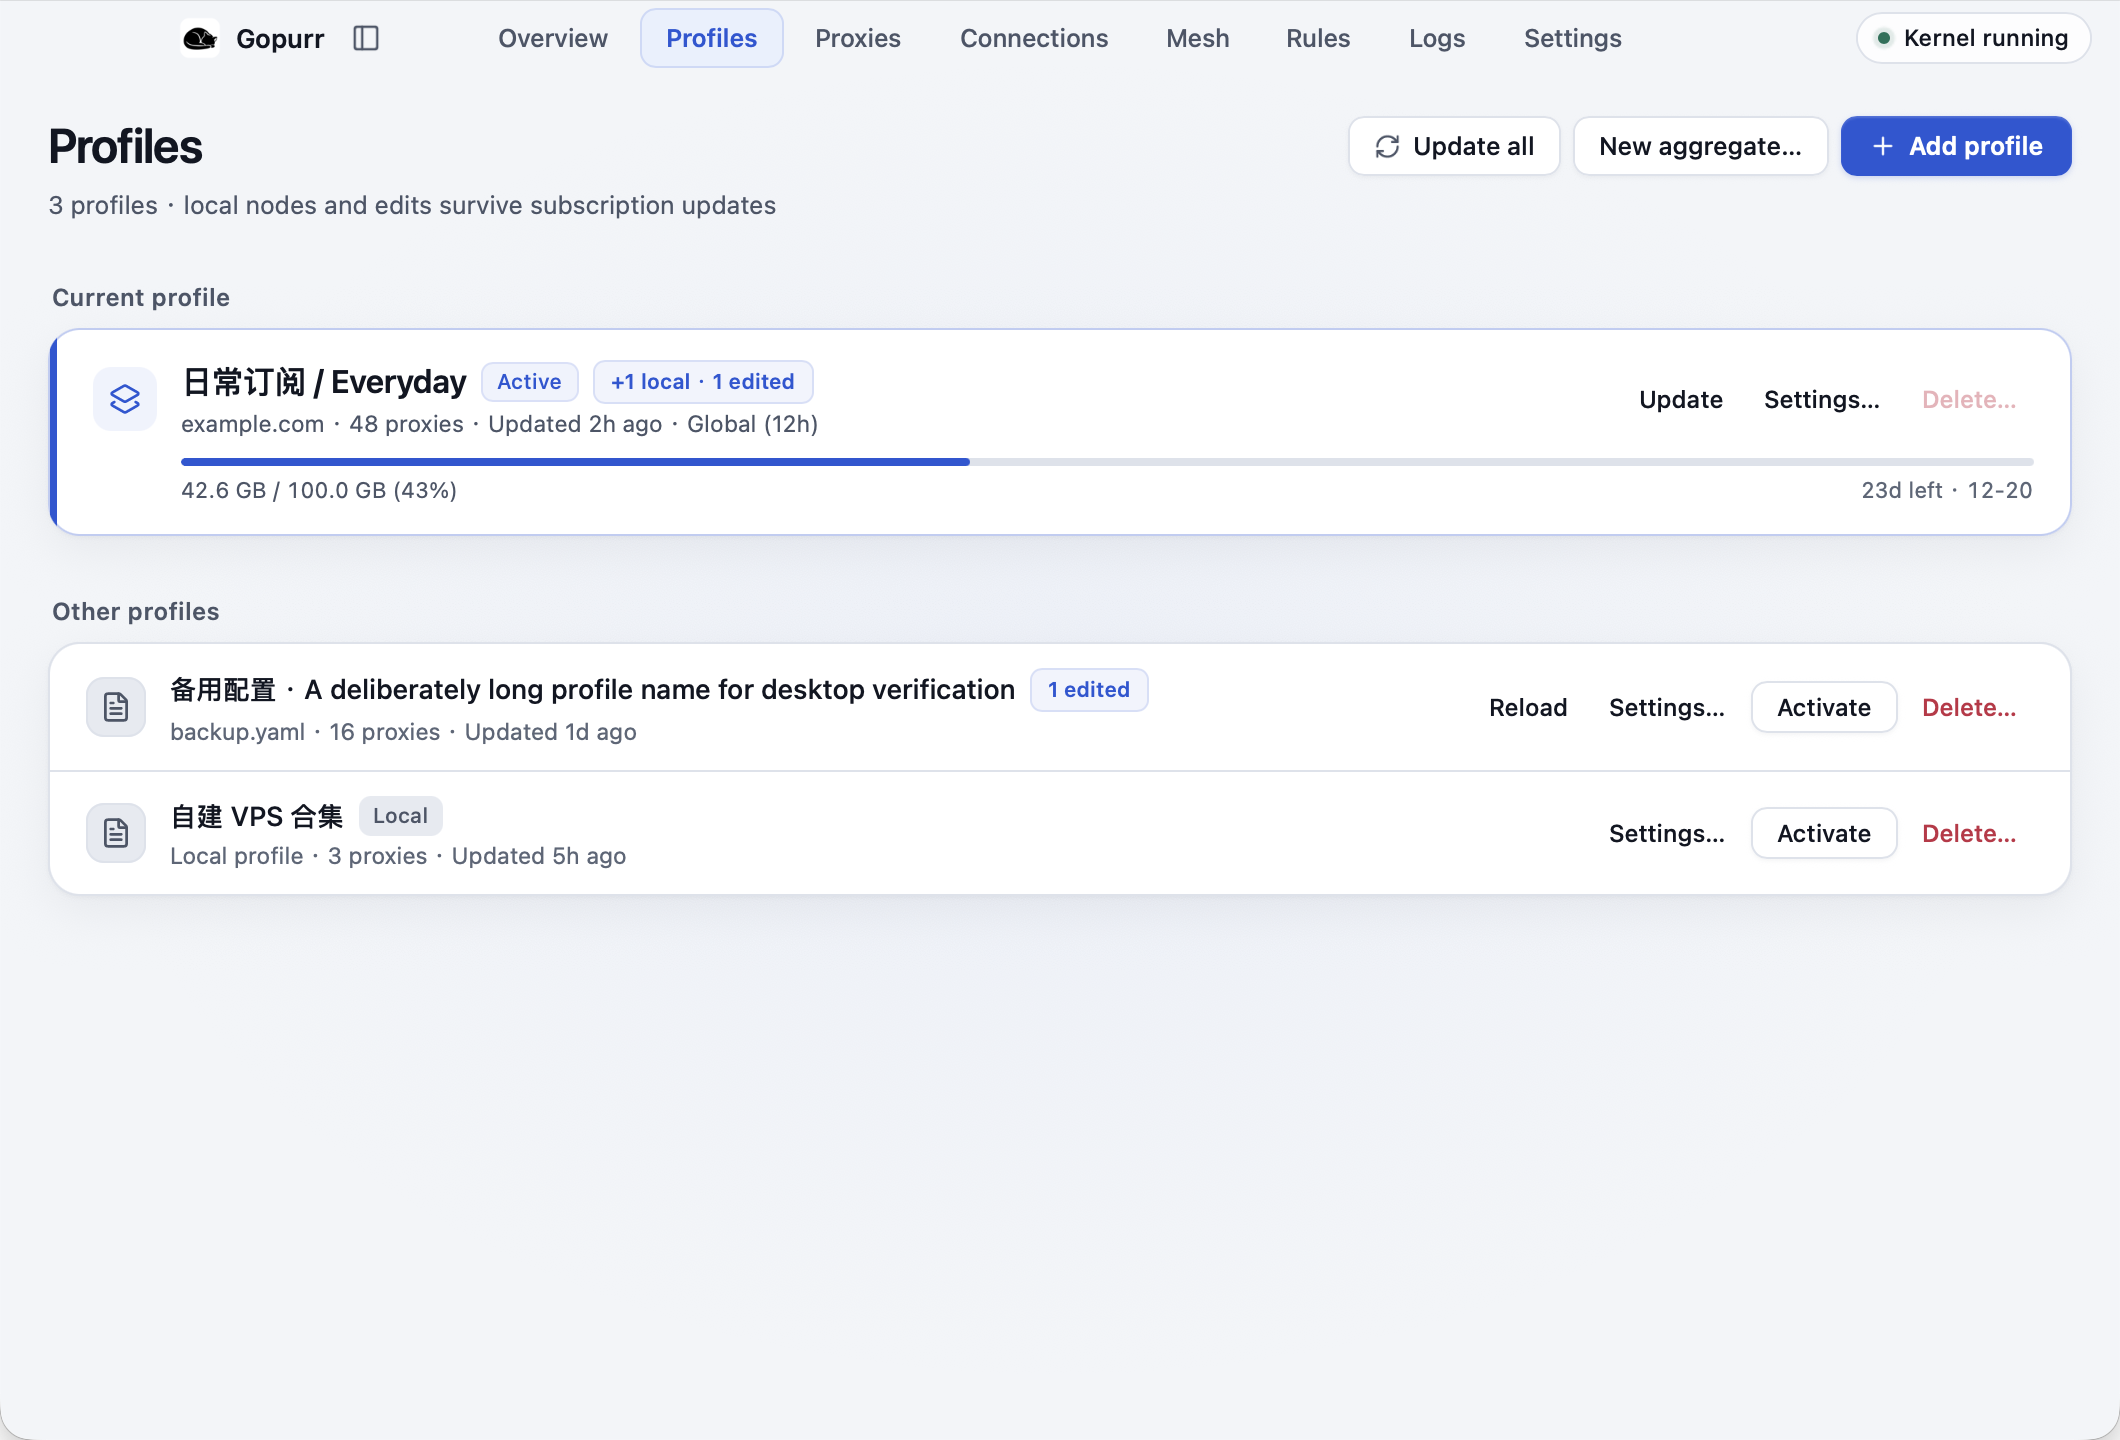 Gopurr
Overview
Profiles
Proxies
Connections
Mesh
Rules
Logs
Settings
Kernel running
Profiles
Update all
New aggregate...
Add profile
3 profiles · local nodes and edits survive subscription updates
Current profile
日常订阅 / Everyday
Active
+1 local · 1 edited
example.com · 48 proxies · Updated 2h ago · Global (12h)
Update
Settings...
Delete...
42.6 GB / 100.0 GB (43%)
23d left · 12-20
Other profiles
备用配置 · A deliberately long profile name for desktop verification
1 edited
backup.yaml · 16 proxies · Updated 1d ago
Reload
Settings...
Activate
Delete...
自建 VPS 合集
Local
Local profile · 3 proxies · Updated 5h ago
Settings...
Activate
Delete...